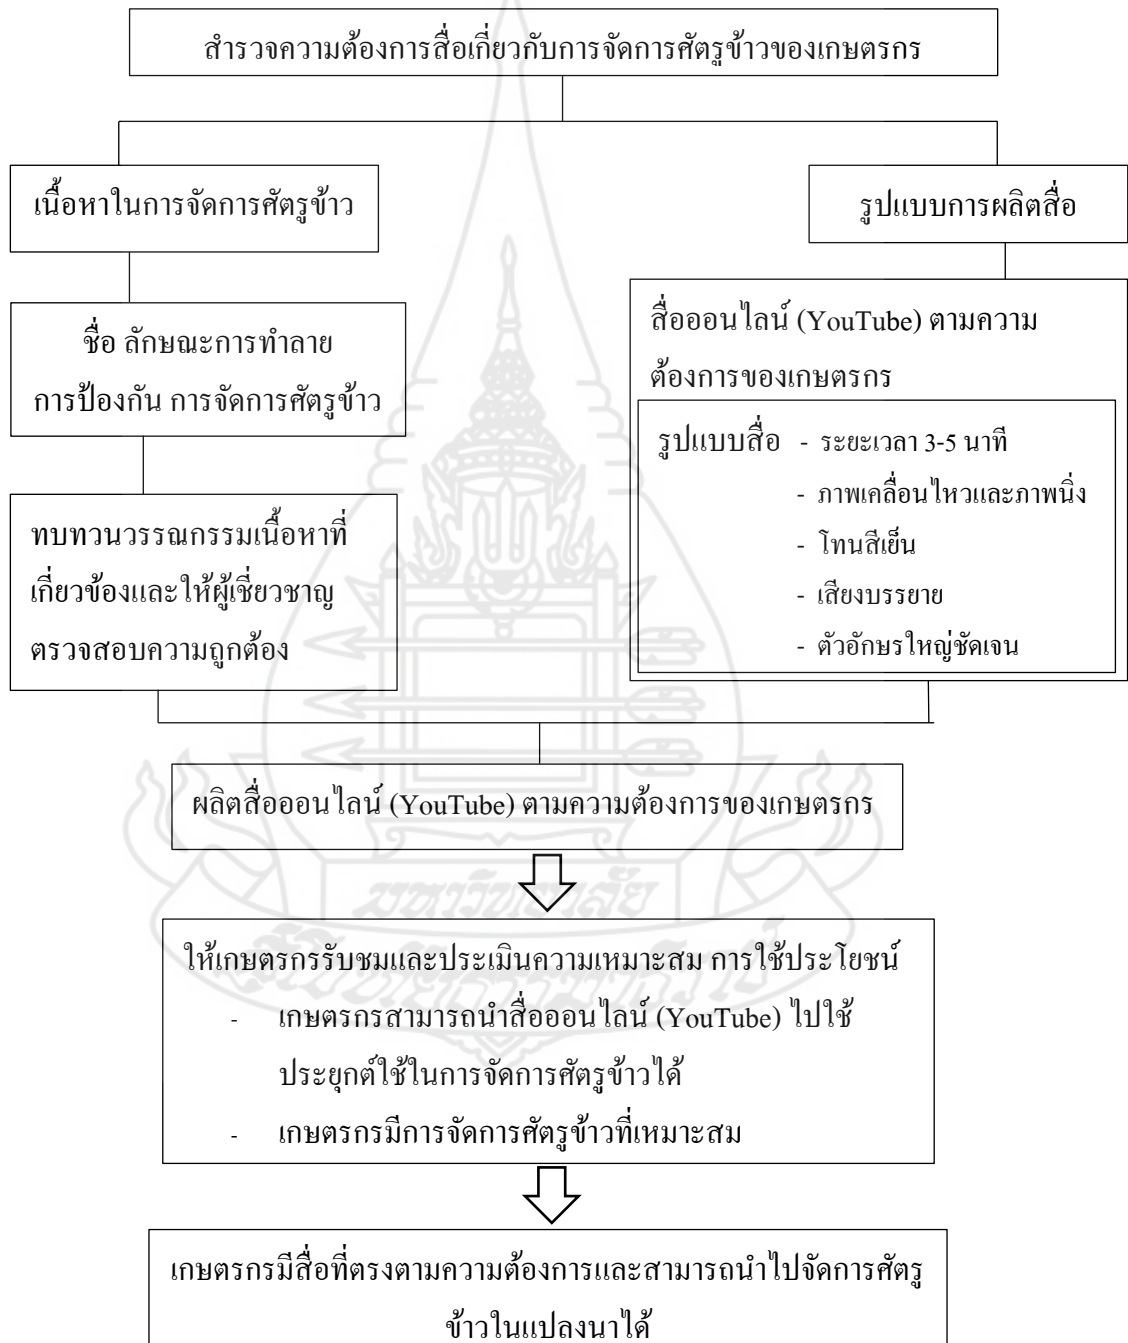 สำรวจความต้องการสื่อเกี่ยวกับการจัดการศัตรูข้าวของเกษตรกร
เนื้อหาในการจัดการศัตรูข้าว
ชื่อ ลักษณะการทำลาย
การป้องกัน การจัดการศัตรูข้าว
ทบทวนวรรณกรรมเนื้อหาที่
เกี่ยวข้องและให้ผู้เชี่ยวชาญ
ตรวจสอบความถูกต้อง
รูปแบบการผลิตสื่อ
สื่อออนไลน์ (YouTube) ตามความ
ต้องการของเกษตรกร
รูปแบบสื่อ - ระยะเวลา 3-5 นาที
- ภาพเคลื่อนไหวและภาพนิ่ง
- โทนสีเย็น
- เสียงบรรยาย
- ตัวอักษรใหญ่ชัดเจน
ผลิตสื่อออนไลน์ (YouTube) ตามความต้องการของเกษตรกร
มหาวิทยาลัย
สุโขทัยธรรมาธิราช
ให้เกษตรกรรับชมและประเมินความเหมาะสม การใช้ประโยชน์
- เกษตรกรสามารถนำสื่อออนไลน์ (YouTube) ไปใช้
ประยุกต์ใช้ในการจัดการศัตรูข้าวได้
- เกษตรกรมีการจัดการศัตรูข้าวที่เหมาะสม
เกษตรกรมีสื่อที่ตรงตามความต้องการและสามารถนำไปจัดการศัตรู
ข้าวในแปลงนาได้